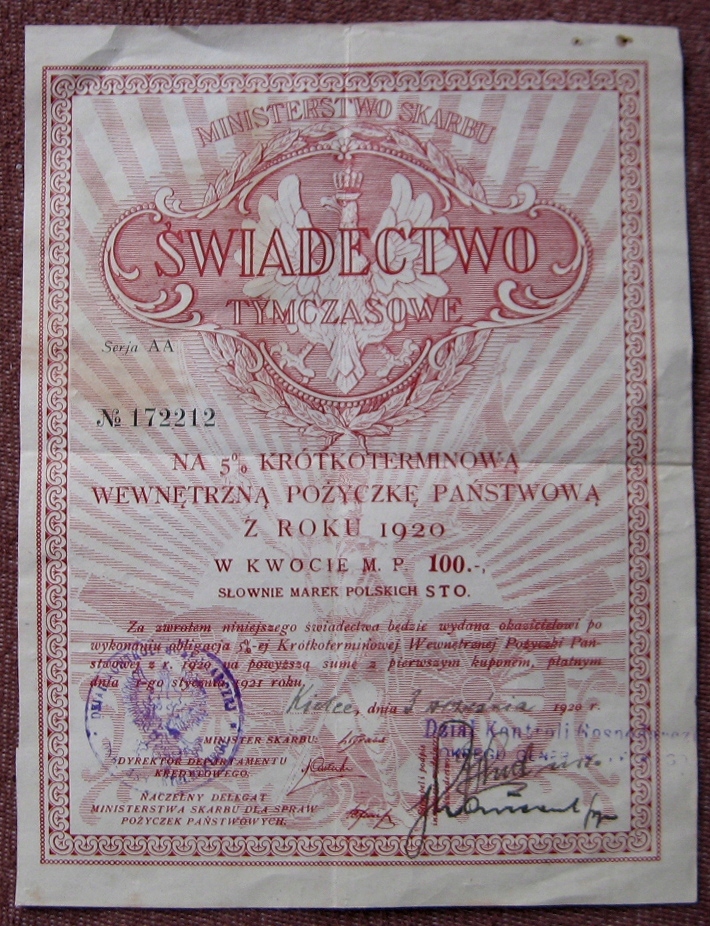 MINISTERSTWO SKARBU
ŚWIADECTWO
TYMCZASOWE
Serja AA
№ 172212
NA 5% KRÓTKOTERMINOWĄ
WEWNĘTRZNĄ POŻYCZKĘ PAŃSTWOWĄ
Z ROKU 1920
W KWOCIE M. P. 100.-,
SŁOWNIE MAREK POLSKICH STO.
Za zwrotem niniejszego świadectwa będzie wydana okazicielowi po
wykonaniu obligacja 5%-ej Krótkoterminowej Wewnętrznej Pożyczki Pań-
stwowej z r. 1920 na powyższą sumę z pierwszym kuponem, płatnym
dnia 1-go stycznia 1921 roku.
Kielce, dnia 3 września 1920 r.
Dział Kontroli
MINISTER SKARBU:
DYREKTOR DEPARTAMENTU
KREDYTOWEGO:
NACZELNY DELEGAT
MINISTERSTWA SKARBU DLA SPRAW
POŻYCZEK PAŃSTWOWYCH.